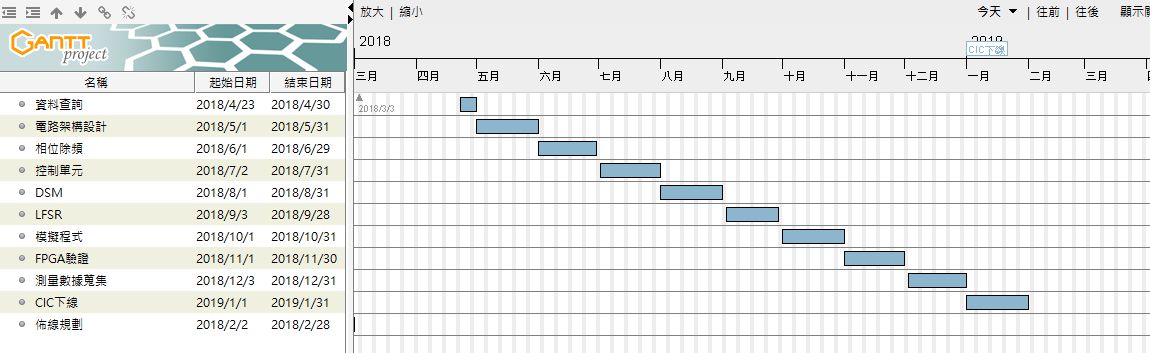 放大 | 縮小 今天 | 往前 | 往後 顯示關
GANTT
project
2018 2019
CIC下線
名稱 起始日期 結束日期 三月 四月 五月 六月 七月 八月 九月 十月 十一月 十二月 一月 二月 三月 四
資料查詢 2018/4/23 2018/4/30
2018/3/3
電路架構設計 2018/5/1 2018/5/31
相位除頻 2018/6/1 2018/6/29
控制單元 2018/7/2 2018/7/31
DSM 2018/8/1 2018/8/31
LFSR 2018/9/3 2018/9/28
模擬程式 2018/10/1 2018/10/31
FPGA驗證 2018/11/1 2018/11/30
測量數據蒐集 2018/12/3 2018/12/31
CIC下線 2019/1/1 2019/1/31
佈線規劃 2018/2/2 2018/2/28